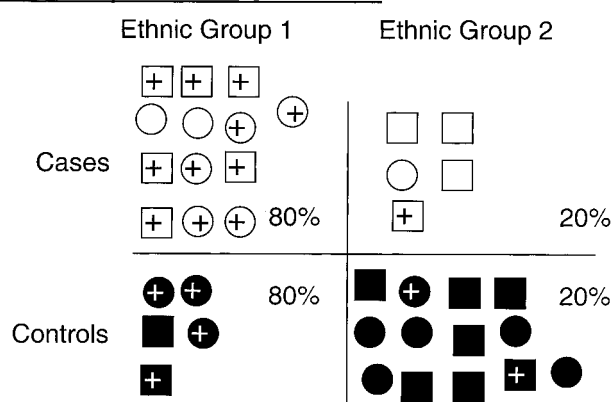 Ethnic Group 1 Ethnic Group 2
Cases
80% 20%
80% 20%
Controls